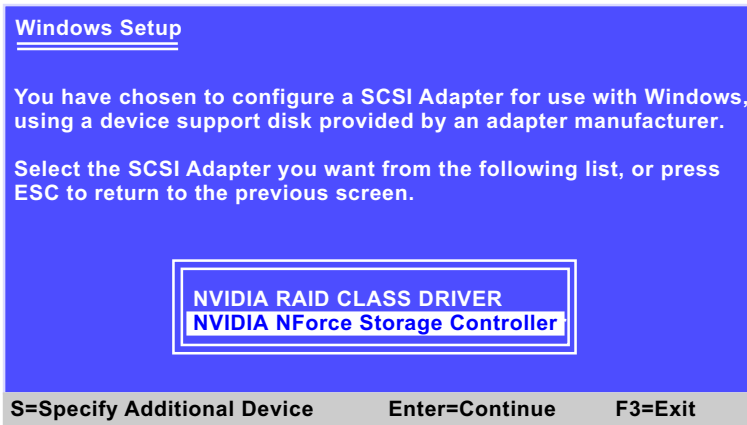 Windows Setup
You have chosen to configure a SCSI Adapter for use with Windows,
using a device support disk provided by an adapter manufacturer.
Select the SCSI Adapter you want from the following list, or press
ESC to return to the previous screen.
NVIDIA RAID CLASS DRIVER
NVIDIA NForce Storage Controller
S=Specify Additional Device Enter=Continue F3=Exit